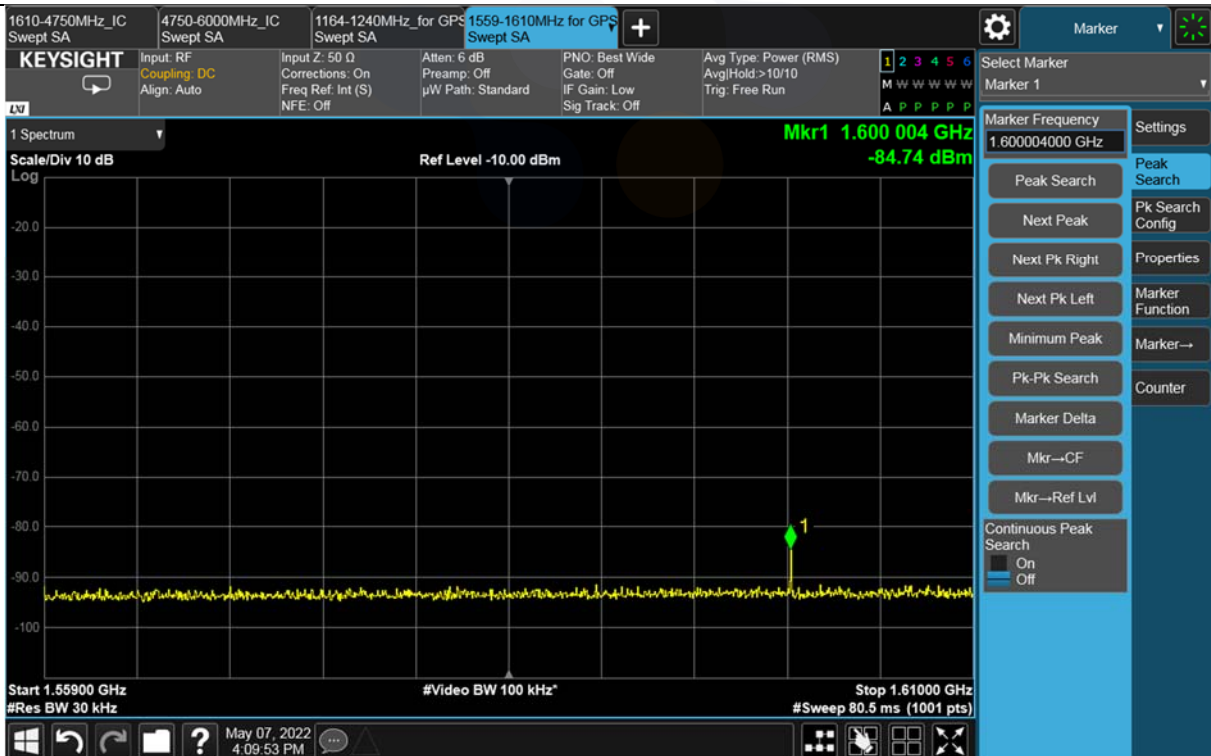 1610-4750MHz_IC
Swept SA
4750-6000MHz_IC
Swept SA
1164-1240MHz_for GPS
Swept SA
1559-1610MHz for GPS
Swept SA
+
Marker
KEYSIGHT
LXI
Input: RF
Coupling: DC
Align: Auto
Input Z: 50 Ω
Corrections: On
Freq Ref: Int (S)
NFE: Off
Atten: 6 dB
Preamp: Off
µW Path: Standard
PNO: Best Wide
Gate: Off
IF Gain: Low
Sig Track: Off
Avg Type: Power (RMS)
Avg|Hold:>10/10
Trig: Free Run
1 2 3 4 5 6
M W W W W W
A P P P P P
Select Marker
Marker 1
1 Spectrum
Mkr1 1.600 004 GHz
-84.74 dBm
Scale/Div 10 dB
Ref Level -10.00 dBm
Log
-20.0
-30.0
-40.0
-50.0
-60.0
-70.0
-80.0
-90.0
-100
1
Start 1.55900 GHz
#Video BW 100 kHz*
Stop 1.61000 GHz
#Res BW 30 kHz
#Sweep 80.5 ms (1001 pts)
Marker Frequency
1.600004000 GHz
Peak Search
Next Peak
Next Pk Right
Next Pk Left
Minimum Peak
Pk-Pk Search
Marker Delta
Mkr→CF
Mkr→Ref Lvl
Continuous Peak
Search
On
Off
Settings
Peak
Search
Pk Search
Config
Properties
Marker
Function
Marker→
Counter
?
May 07, 2022
4:09:53 PM